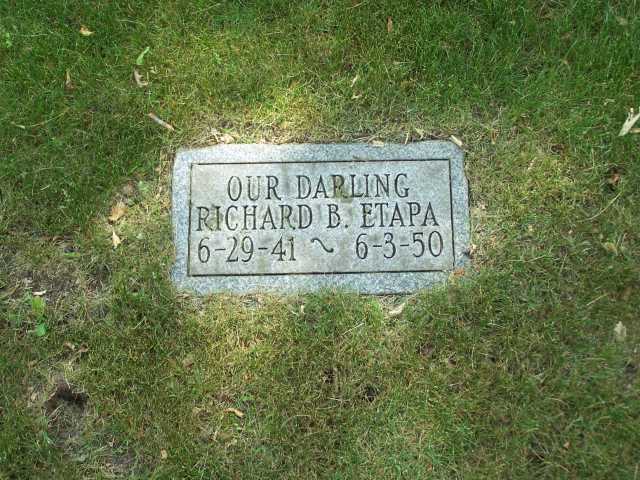 OUR DARLING
RICHARD B. ETAPA
6-29-41 ~ 6-3-50